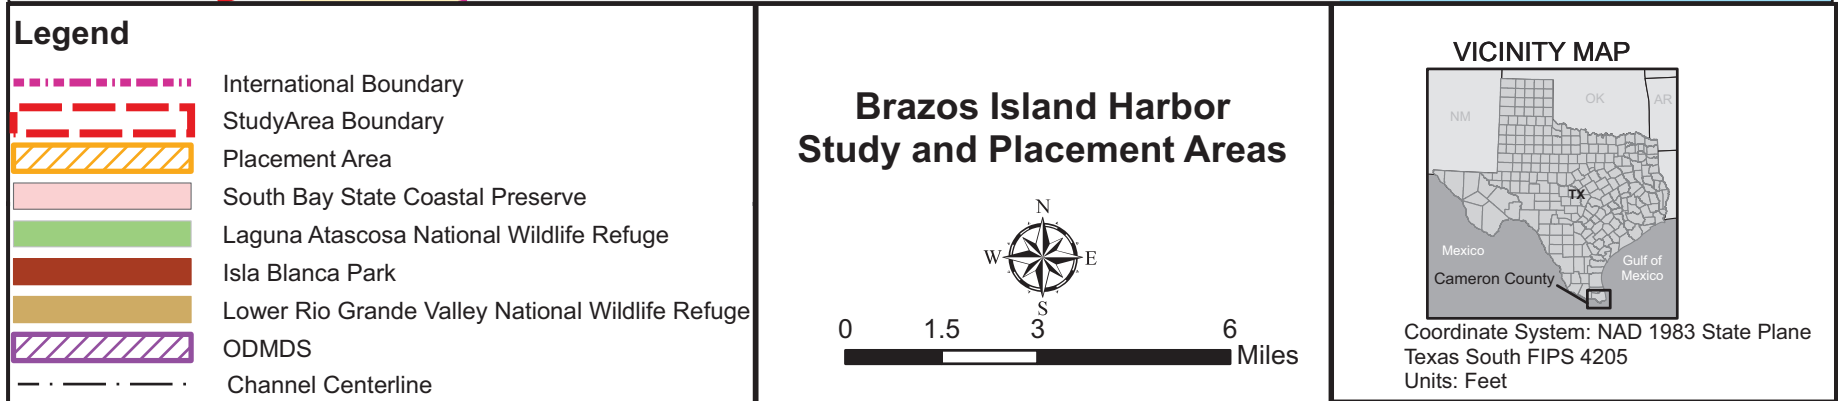 Legend
International Boundary
StudyArea Boundary
Placement Area
South Bay State Coastal Preserve
Laguna Atascosa National Wildlife Refuge
Isla Blanca Park
Lower Rio Grande Valley National Wildlife Refuge
ODMDS
Channel Centerline
Brazos Island Harbor
Study and Placement Areas
N
W E
S
0 1.5 3 6
Miles
VICINITY MAP
OK
AR
NM
TX
Mexico
Gulf of
Mexico
Cameron County
Coordinate System: NAD 1983 State Plane
Texas South FIPS 4205
Units: Feet